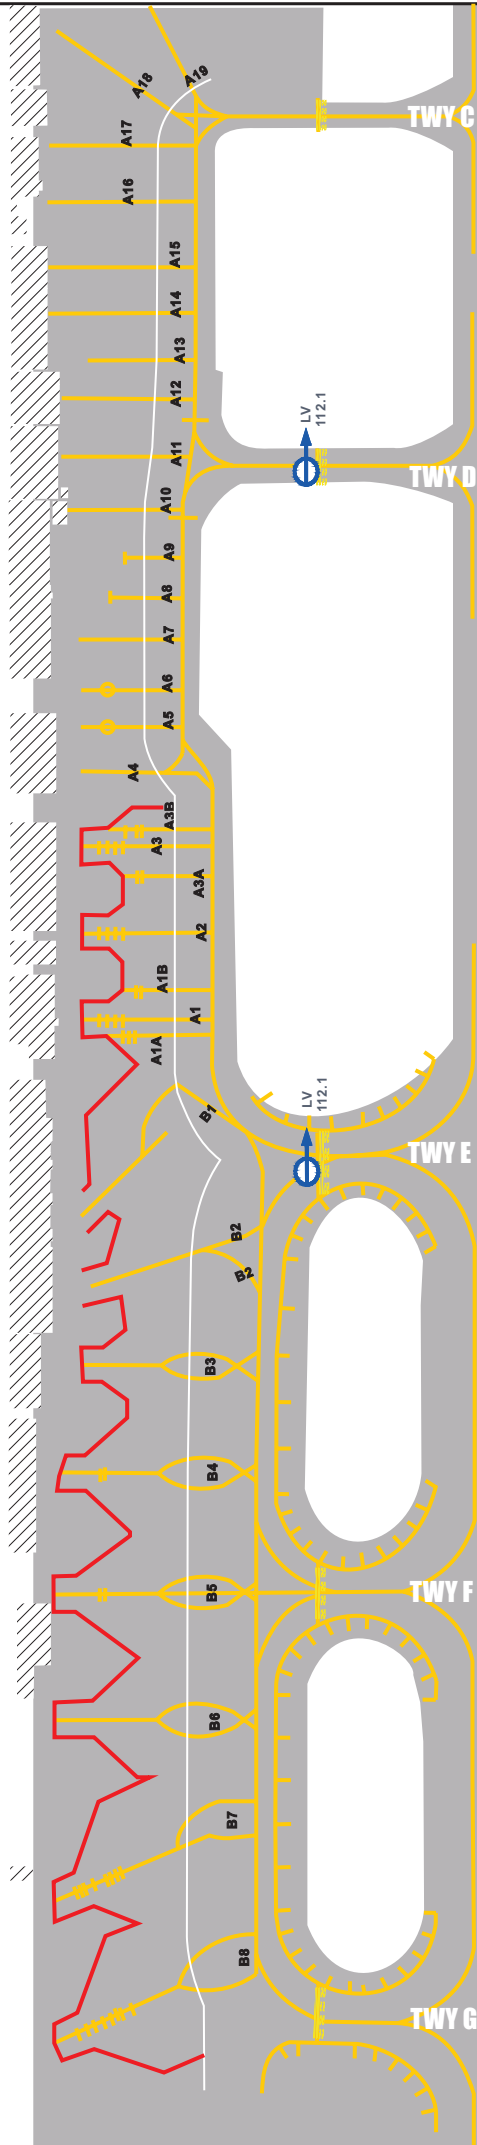 A18
A19
TWY C
A17
A16
A15
A14
A13
A12
LV
112.1
A11
TWY D
A10
A9
A8
A7
A6
A5
A4
A3B
A3
A3A
A2
A1B
A1
A1A
LV
112.1
B1
TWY E
B2
B2
B3
B4
B5
TWY F
B6
B7
B8
TWY G